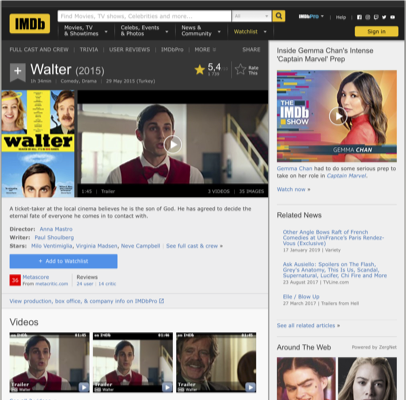 IMDb
Find Movies, TV shows, Celebrities and more...
All
IMDbPro
Help
Movies, TV & Showtimes
Celebs, Events & Photos
News & Community
Watchlist
Sign in
FULL CAST AND CREW | TRIVIA | USER REVIEWS | IMDbPro | MORE
SHARE
Walter (2015)
1h 34min | Comedy, Drama | 29 May 2015 (Turkey)
5,4
Rate This
walter
1:45 | Trailer
3 VIDEOS | 35 IMAGES
A ticket-taker at the local cinema believes he is the son of God. He has agreed to decide the
eternal fate of everyone he comes in to contact with.
Director: Anna Mastro
Writer: Paul Shoulberg
Stars: Milo Ventimiglia, Virginia Madsen, Neve Campbell | See full cast & crew »
+ Add to Watchlist
36
Metascore
From metacritic.com
Reviews
24 user | 14 critic
View production, box office, & company info on IMDbPro
Videos
Trailer
Trailer
Trailer
Inside Gemma Chan's Intense
'Captain Marvel' Prep
THE
IMDb
SHOW
GEMMA CHAN
Gemma Chan had to do some serious prep to
take on her role in Captain Marvel.
Watch now »
Related News
Other Angle Bows Raft of French
Comedies at UniFrance's Paris Rendez-
Vous (Exclusive)
17 January 2019 | Variety
Ask Ausiello: Spoilers on The Flash,
Grey's Anatomy, This Is Us, Scandal,
Supernatural, Lucifer, Chi Fire and More
23 August 2017 | TVLine.com
Elle / Blow Up
27 March 2017 | Trailers from Hell
See all related articles »
Around The Web
Powered by ZergNet